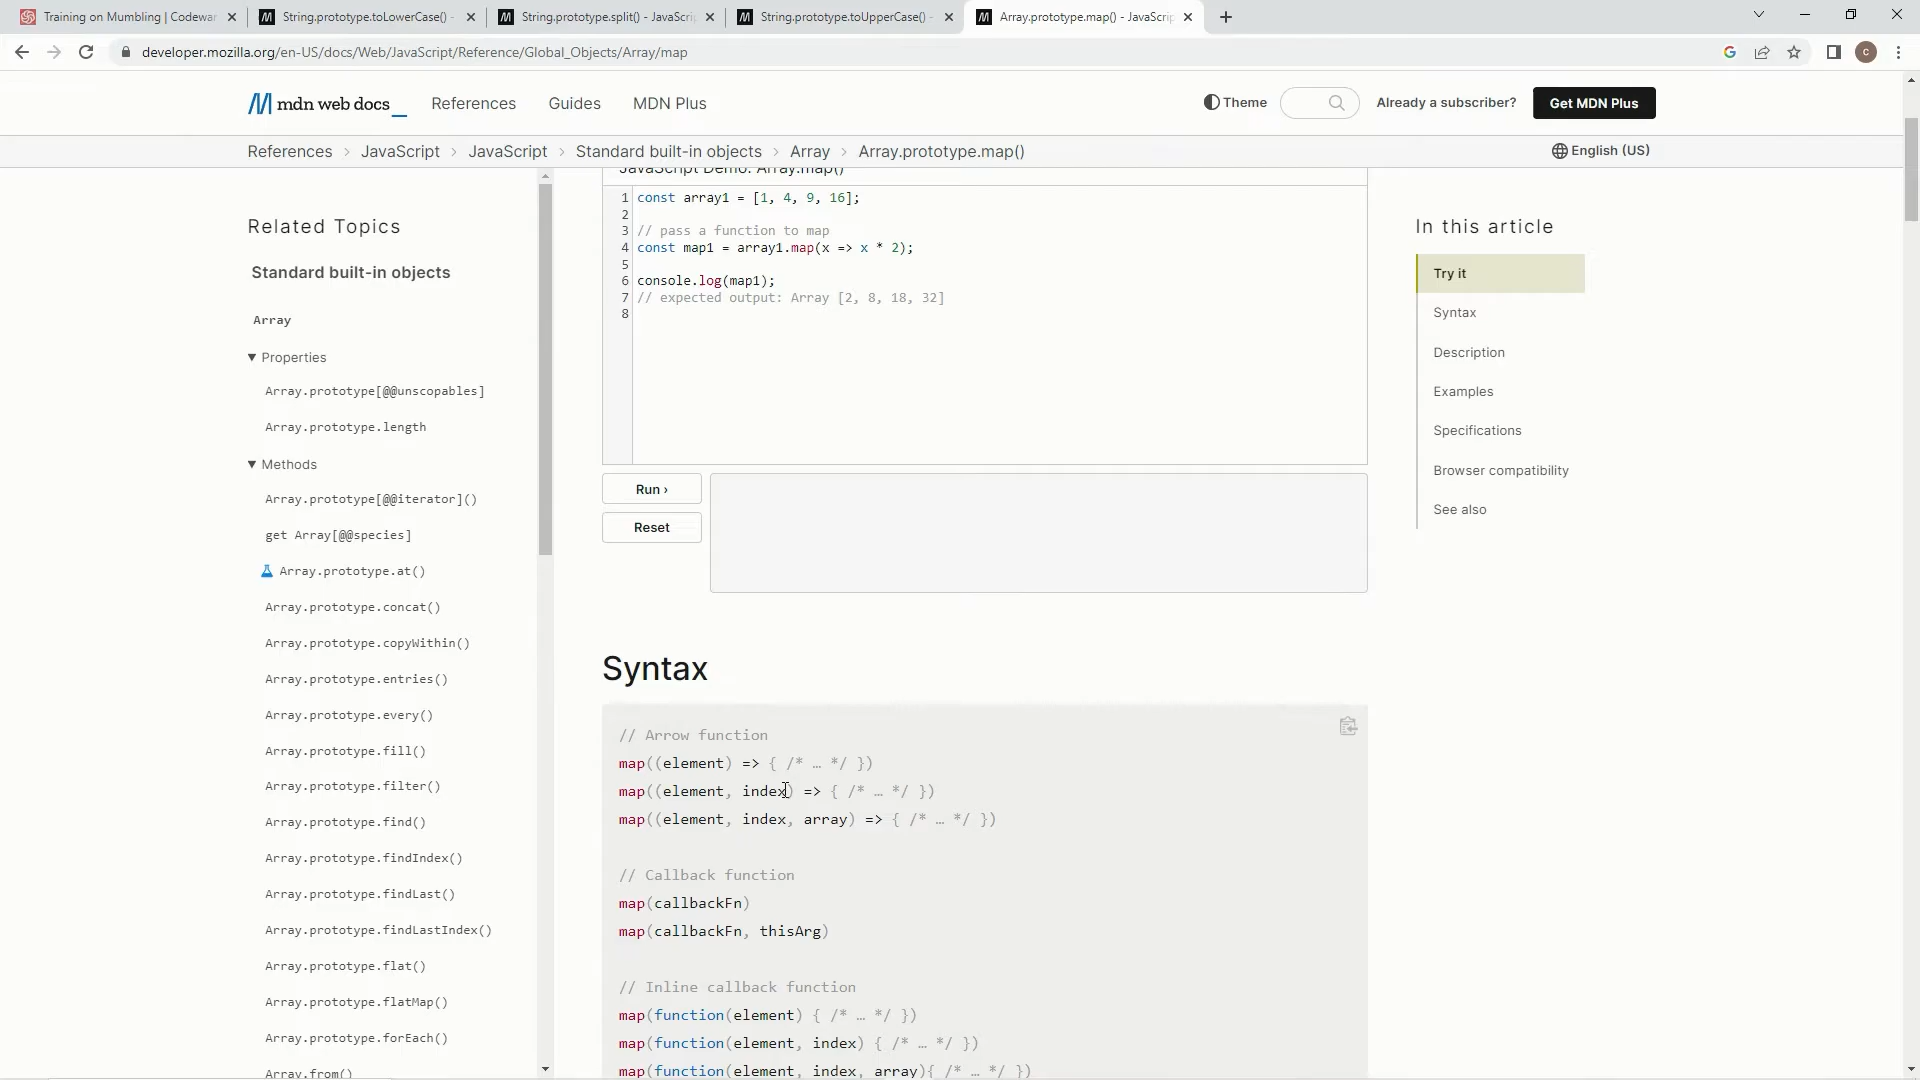 Training on Mumbling | Codewar
String.prototype.toLowerCase() -
String.prototype.split() - JavaScri
String.prototype.toUpperCase() -
Array.prototype.map() - JavaScrip
developer.mozilla.org/en-US/docs/Web/JavaScript/Reference/Global_Objects/Array/map
C
mdn web docs_
References
Guides
MDN Plus
Theme
Already a subscriber?
Get MDN Plus
References > JavaScript > JavaScript > Standard built-in objects > Array > Array.prototype.map()
English (US)
Related Topics
Standard built-in objects
Array
Properties
Array.prototype[@@unscopables]
Array.prototype.length
Methods
Array.prototype[@@iterator]()
get Array[@@species]
Array.prototype.at()
Array.prototype.concat()
Array.prototype.copyWithin()
Array.prototype.entries()
Array.prototype.every()
Array.prototype.fill()
Array.prototype.filter()
Array.prototype.find()
Array.prototype.findIndex()
Array.prototype.findLast()
Array.prototype.findLastIndex()
Array.prototype.flat()
Array.prototype.flatMap()
Array.prototype.forEach()
Array.from()
JavaScript Demo: Array.map()
1 const array1 = [1, 4, 9, 16];
2
3 // pass a function to map
4 const map1 = array1.map(x => x * 2);
5
6 console.log(map1);
7 // expected output: Array [2, 8, 18, 32]
8
Run ›
Reset
Syntax
// Arrow function
map((element) => { /* … */ })
map((element, index) => { /* … */ })
map((element, index, array) => { /* … */ })
// Callback function
map(callbackFn)
map(callbackFn, thisArg)
// Inline callback function
map(function(element) { /* … */ })
map(function(element, index) { /* … */ })
map(function(element, index, array){ /* … */ })
In this article
Try it
Syntax
Description
Examples
Specifications
Browser compatibility
See also